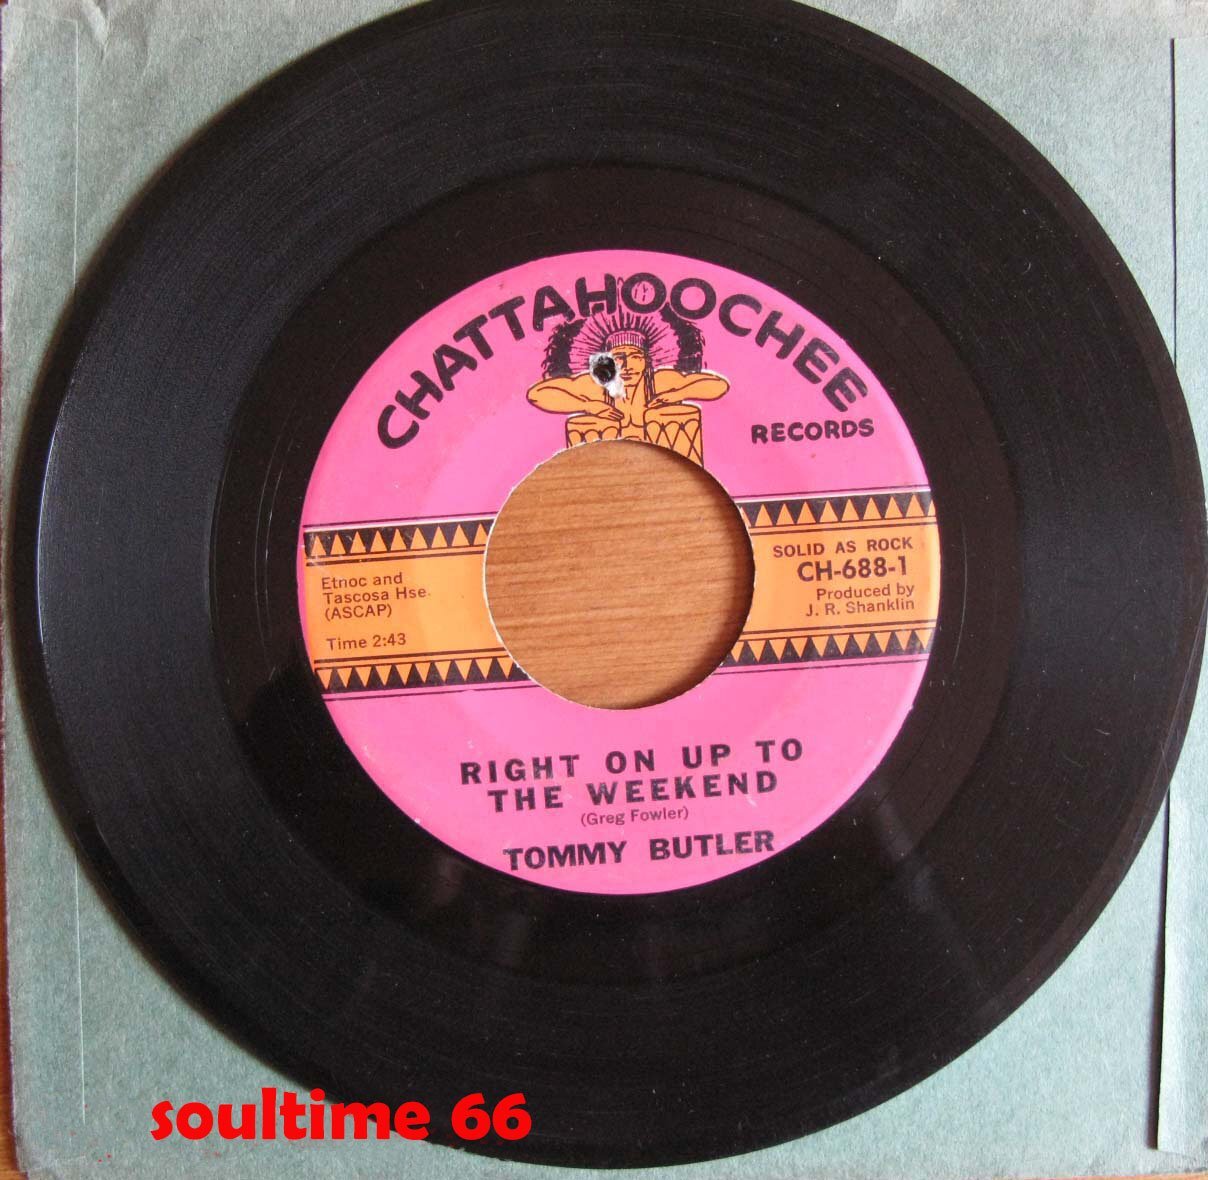 CHATTAHOOCHEE
RECORDS
Etnoc and
Tascosa Hse.
(ASCAP)
Time 2:43
SOLID AS ROCK
CH-688-1
Produced by
J. R. Shanklin
RIGHT ON UP TO
THE WEEKEND
(Greg Fowler)
TOMMY BUTLER
soultime 66